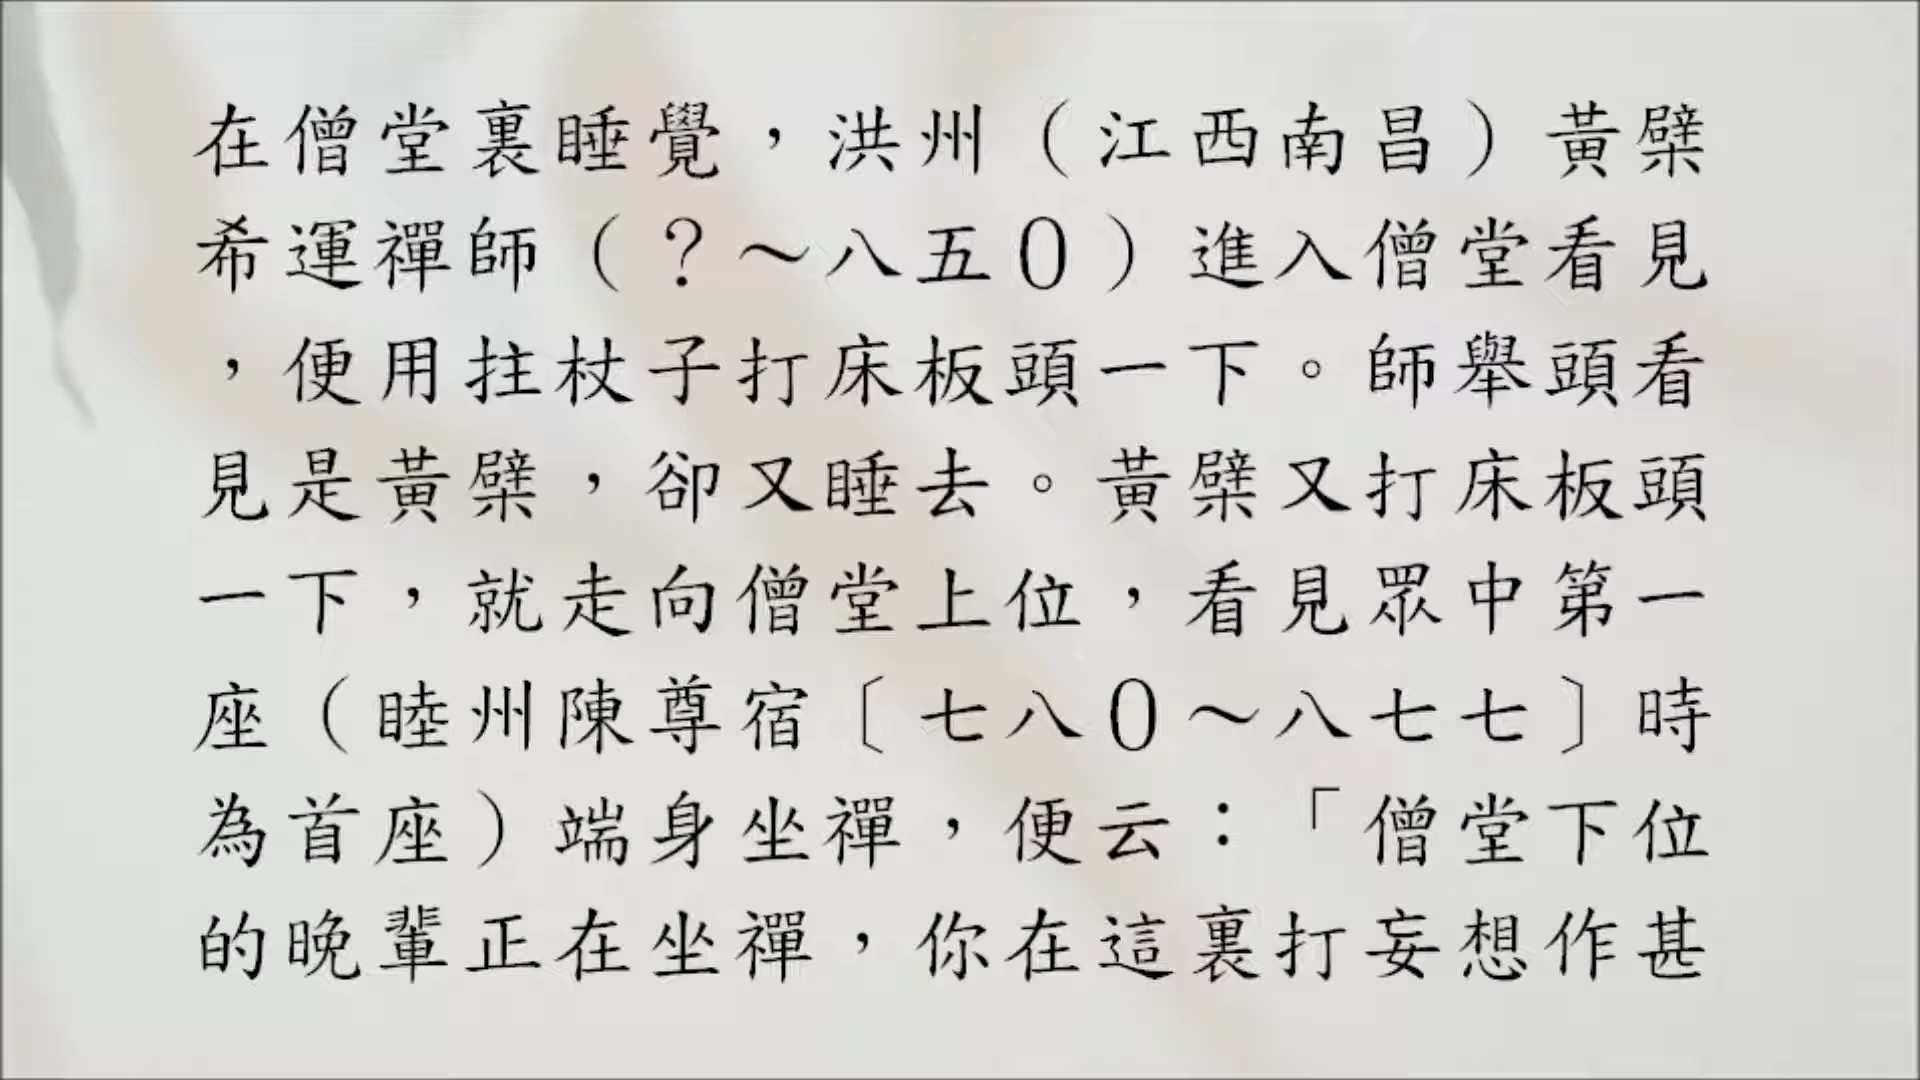 在僧堂裏睡覺，洪州（江西南昌）黃檗
希運禪師（？～八五０）進入僧堂看見
，便用拄杖子打床板頭一下。師舉頭看
見是黃檗，卻又睡去。黃檗又打床板頭
一下，就走向僧堂上位，看見眾中第一
座（睦州陳尊宿〔七八０～八七七〕時
為首座）端身坐禪，便云：「僧堂下位
的晚輩正在坐禪，你在這裏打妄想作甚